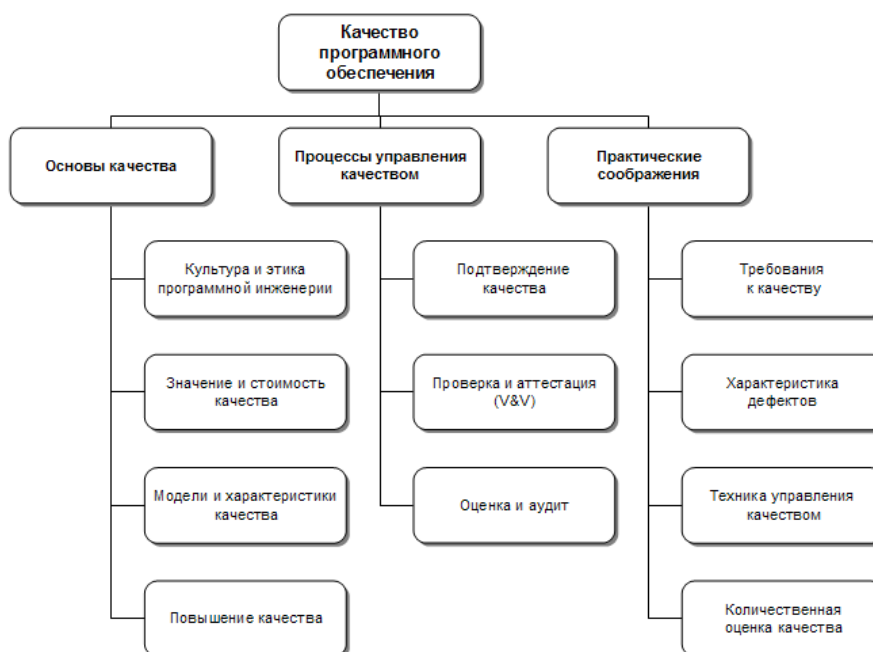 Качество
программного
обеспечения
Основы качества
Процессы управления
качеством
Практические
соображения
Культура и этика
программной инженерии
Подтверждение
качества
Требования
к качеству
Значение и стоимость
качества
Проверка и аттестация
(V&V)
Характеристика
дефектов
Модели и характеристики
качества
Оценка и аудит
Техника управления
качеством
Повышение качества
Количественная
оценка качества